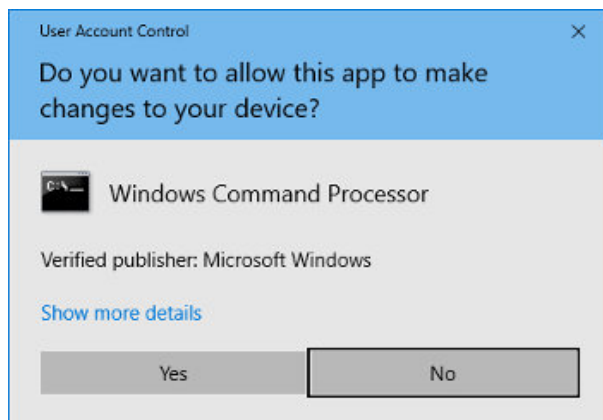 User Account Control
Do you want to allow this app to make
changes to your device?
C:\_
Windows Command Processor
Verified publisher: Microsoft Windows
Show more details
Yes
No